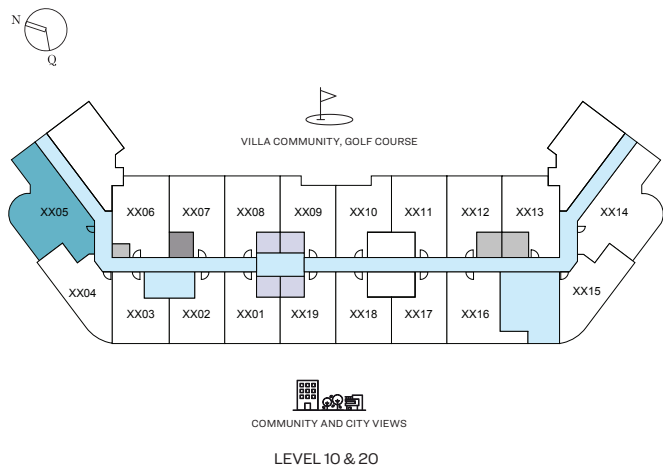 N
Q
VILLA COMMUNITY, GOLF COURSE
XX05 XX06 XX07 XX08 XX09 XX10 XX11 XX12 XX13 XX14
XX04 XX03 XX02 XX01 XX19 XX18 XX17 XX16 XX15
COMMUNITY AND CITY VIEWS
LEVEL 10 & 20